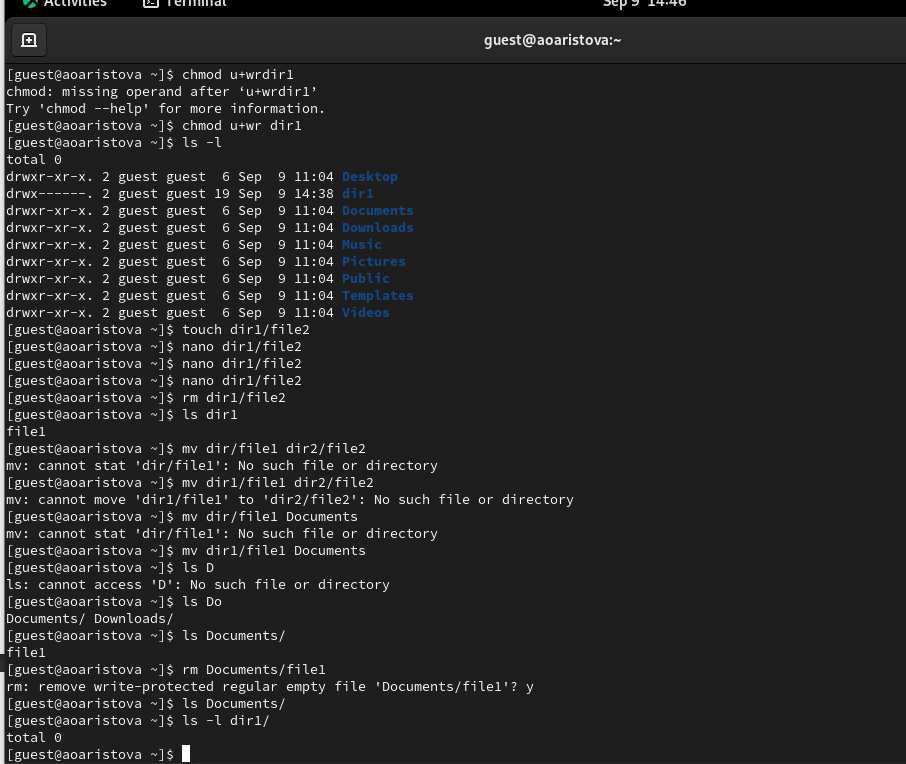 Activities Terminal Sep 9 14:46
guest@aoaristova:~
[guest@aoaristova ~]$ chmod u+wrdir1
chmod: missing operand after ‘u+wrdir1’
Try 'chmod --help' for more information.
[guest@aoaristova ~]$ chmod u+wr dir1
[guest@aoaristova ~]$ ls -l
total 0
drwxr-xr-x. 2 guest guest  6 Sep  9 11:04 Desktop
drwx------. 2 guest guest 19 Sep  9 14:38 dir1
drwxr-xr-x. 2 guest guest  6 Sep  9 11:04 Documents
drwxr-xr-x. 2 guest guest  6 Sep  9 11:04 Downloads
drwxr-xr-x. 2 guest guest  6 Sep  9 11:04 Music
drwxr-xr-x. 2 guest guest  6 Sep  9 11:04 Pictures
drwxr-xr-x. 2 guest guest  6 Sep  9 11:04 Public
drwxr-xr-x. 2 guest guest  6 Sep  9 11:04 Templates
drwxr-xr-x. 2 guest guest  6 Sep  9 11:04 Videos
[guest@aoaristova ~]$ touch dir1/file2
[guest@aoaristova ~]$ nano dir1/file2
[guest@aoaristova ~]$ nano dir1/file2
[guest@aoaristova ~]$ nano dir1/file2
[guest@aoaristova ~]$ rm dir1/file2
[guest@aoaristova ~]$ ls dir1
file1
[guest@aoaristova ~]$ mv dir/file1 dir2/file2
mv: cannot stat 'dir/file1': No such file or directory
[guest@aoaristova ~]$ mv dir1/file1 dir2/file2
mv: cannot move 'dir1/file1' to 'dir2/file2': No such file or directory
[guest@aoaristova ~]$ mv dir/file1 Documents
mv: cannot stat 'dir/file1': No such file or directory
[guest@aoaristova ~]$ mv dir1/file1 Documents
[guest@aoaristova ~]$ ls D
ls: cannot access 'D': No such file or directory
[guest@aoaristova ~]$ ls Do
Documents/ Downloads/
[guest@aoaristova ~]$ ls Documents/
file1
[guest@aoaristova ~]$ rm Documents/file1
rm: remove write-protected regular empty file 'Documents/file1'? y
[guest@aoaristova ~]$ ls Documents/
[guest@aoaristova ~]$ ls -l dir1/
total 0
[guest@aoaristova ~]$